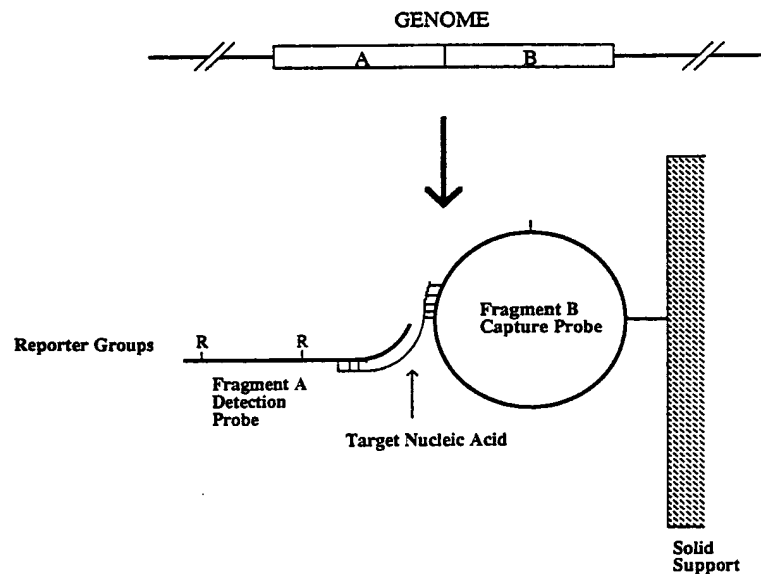 GENOME
A B
Fragment B
Capture Probe
Reporter Groups R R
Fragment A
Detection
Probe
Target Nucleic Acid
Solid
Support